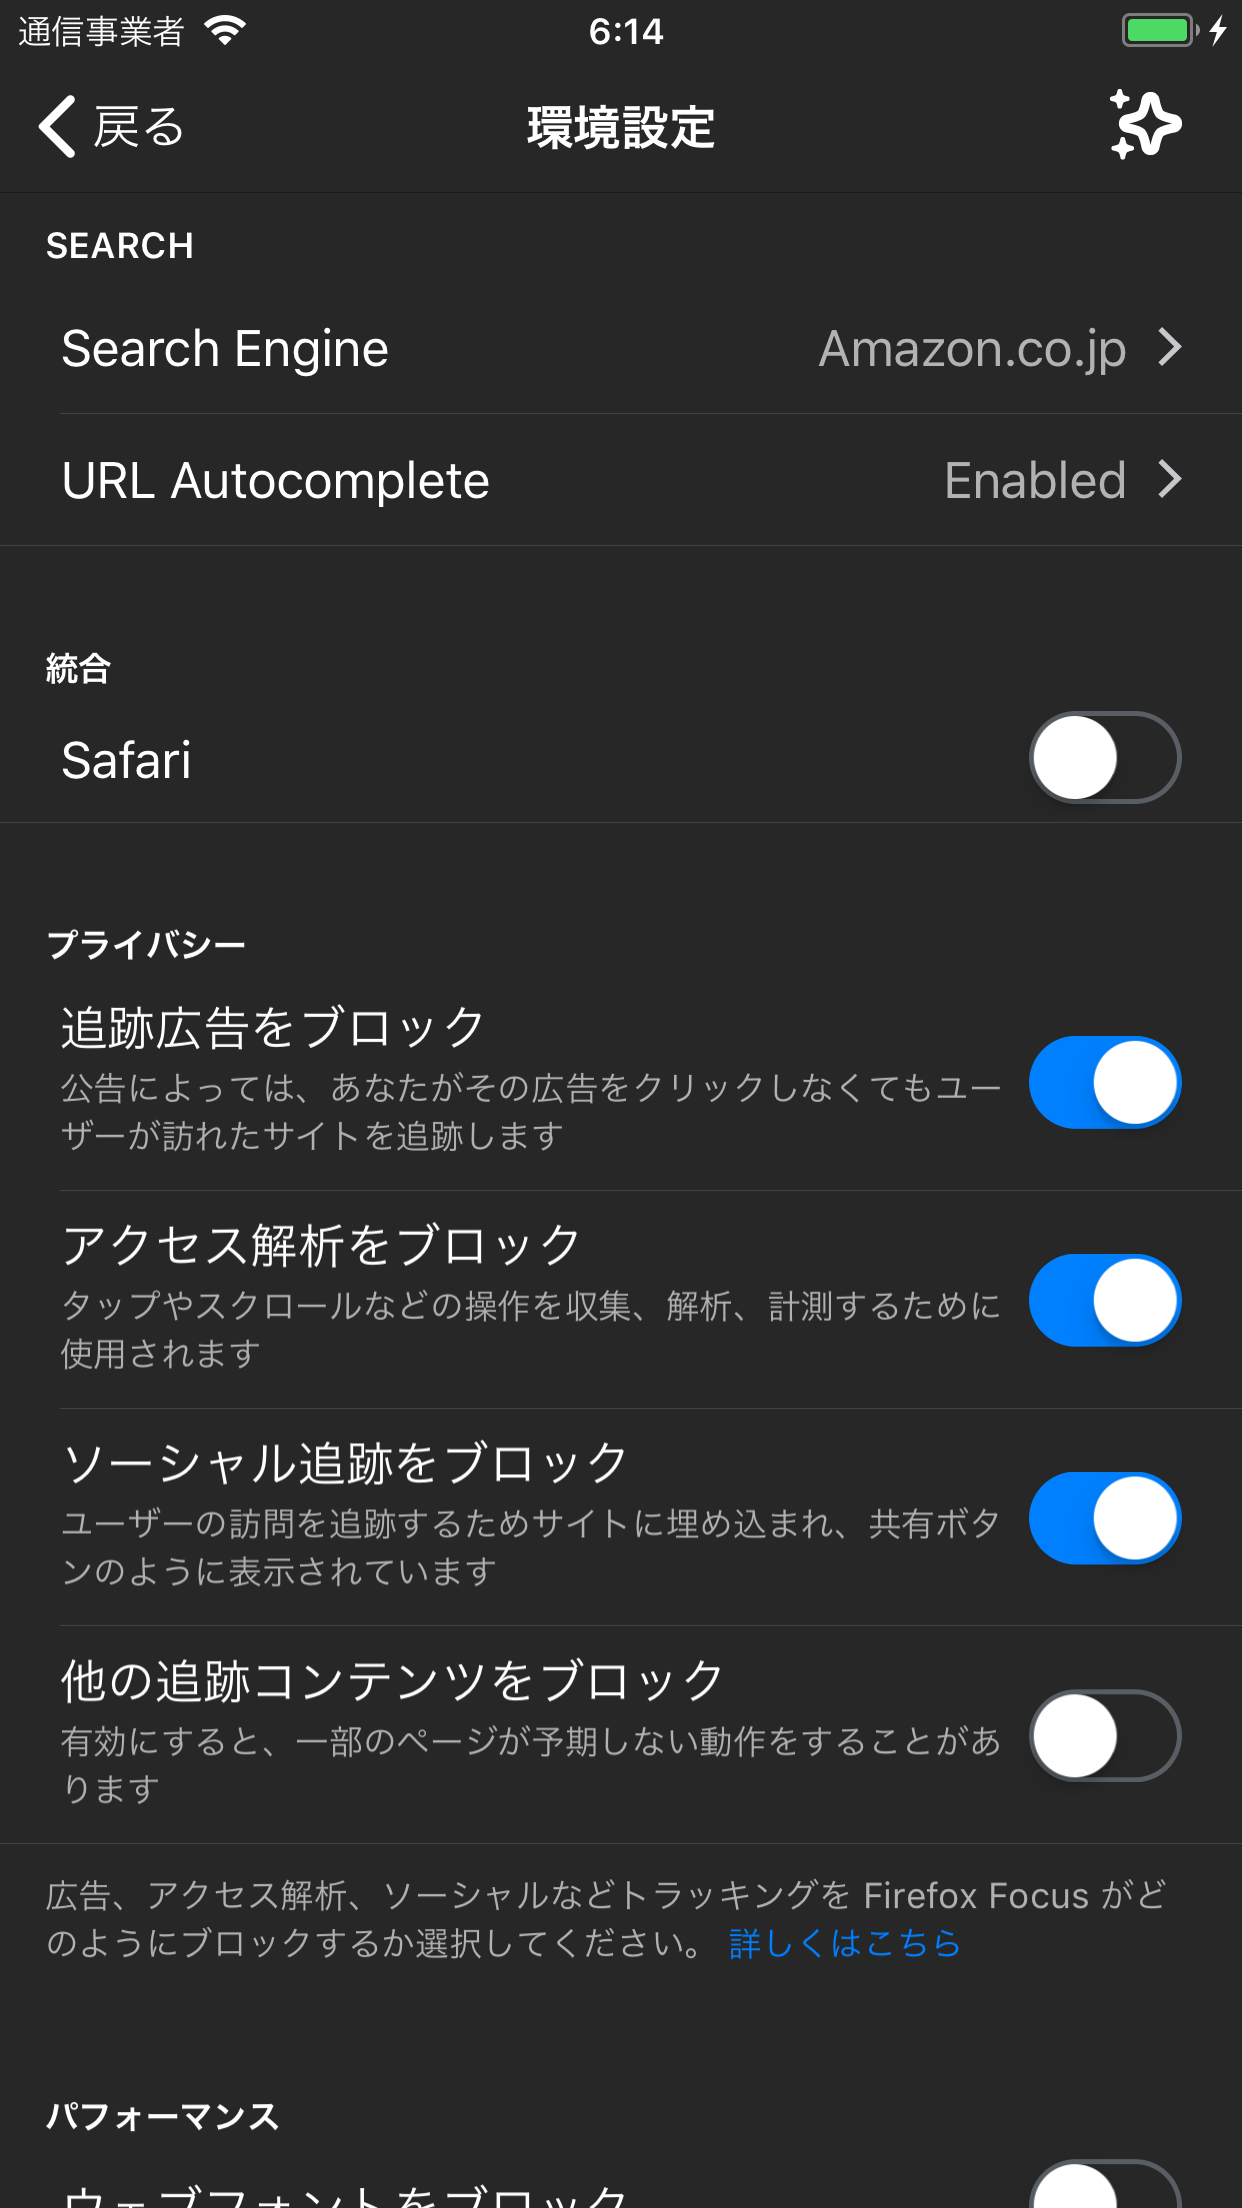 通信事業者 6:14
戻る 環境設定
SEARCH
Search Engine Amazon.co.jp
URL Autocomplete Enabled
統合
Safari
プライバシー
追跡広告をブロック
公告によっては、あなたがその広告をクリックしなくてもユー
ザーが訪れたサイトを追跡します
アクセス解析をブロック
タップやスクロールなどの操作を収集、解析、計測するために
使用されます
ソーシャル追跡をブロック
ユーザーの訪問を追跡するためサイトに埋め込まれ、共有ボタ
ンのように表示されています
他の追跡コンテンツをブロック
有効にすると、一部のページが予期しない動作をすることがあ
ります
広告、アクセス解析、ソーシャルなどトラッキングを Firefox Focus がど
のようにブロックするか選択してください。 詳しくはこちら
パフォーマンス
ウェブフォントをブロック